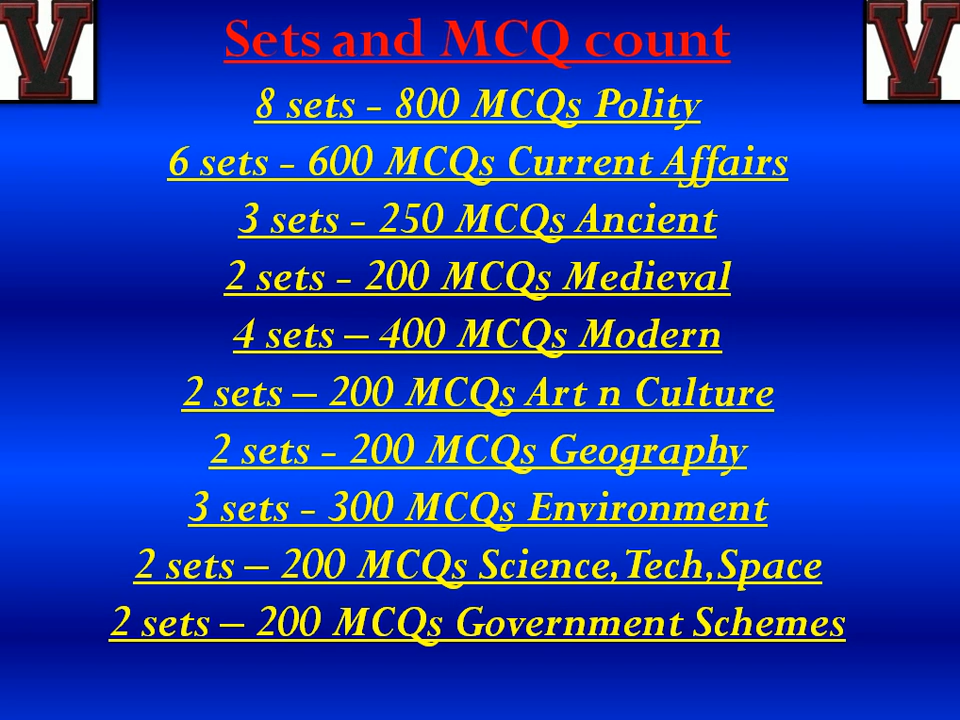 V V
Sets and MCQ count
8 sets - 800 MCQs Polity
6 sets - 600 MCQs Current Affairs
3 sets - 250 MCQs Ancient
2 sets - 200 MCQs Medieval
4 sets – 400 MCQs Modern
2 sets – 200 MCQs Art n Culture
2 sets - 200 MCQs Geography
3 sets - 300 MCQs Environment
2 sets – 200 MCQs Science,Tech,Space
2 sets – 200 MCQs Government Schemes